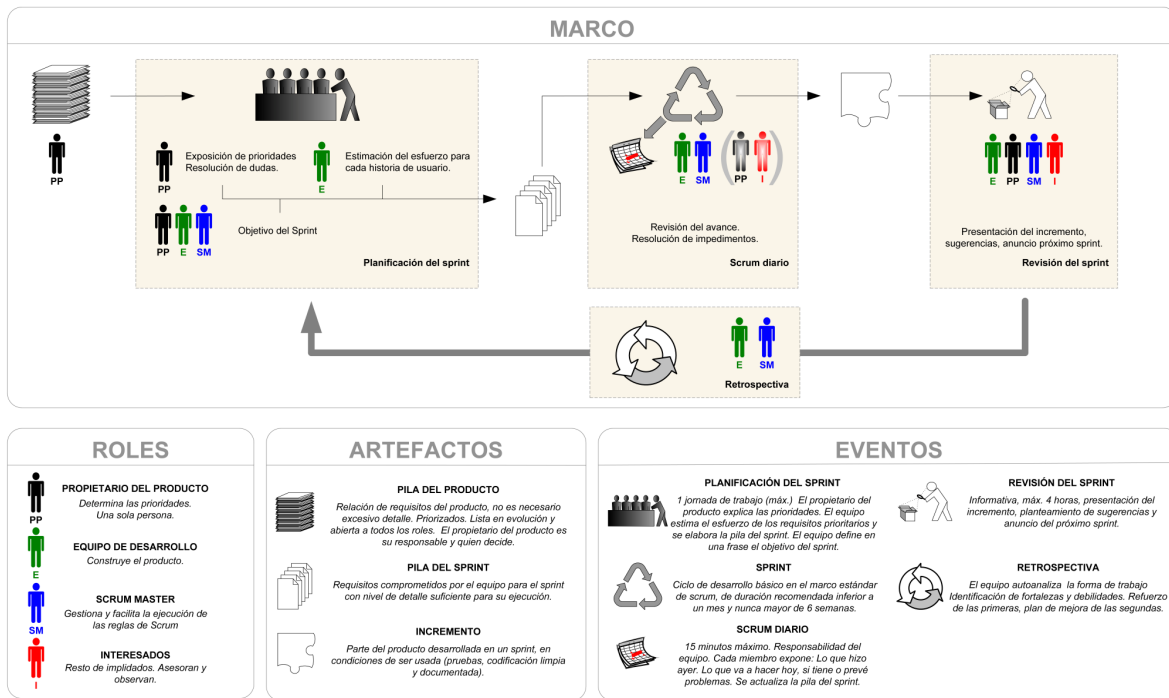 MARCO
PP
PP
Exposición de prioridades
Resolución de dudas.
E
Estimación del esfuerzo para
cada historia de usuario.
PP E SM
Objetivo del Sprint
Planificación del sprint
E SM PP I
Revisión del avance.
Resolución de impedimentos.
Scrum diario
E PP SM I
Presentación del incremento,
sugerencias, anuncio próximo sprint.
Revisión del sprint
E SM
Retrospectiva
ROLES
PP
PROPIETARIO DEL PRODUCTO
Determina las prioridades.
Una sola persona.
E
EQUIPO DE DESARROLLO
Construye el producto.
SM
SCRUM MASTER
Gestiona y facilita la ejecución de
las reglas de Scrum
I
INTERESADOS
Resto de implidados. Asesoran y
observan.
ARTEFACTOS
PILA DEL PRODUCTO
Relación de requisitos del producto, no es necesario
excesivo detalle. Priorizados. Lista en evolución y
abierta a todos los roles. El propietario del producto es
su responsable y quien decide.
PILA DEL SPRINT
Requisitos comprometidos por el equipo para el sprint
con nivel de detalle suficiente para su ejecución.
INCREMENTO
Parte del producto desarrollada en un sprint, en
condiciones de ser usada (pruebas, codificación limpia
y documentada).
EVENTOS
PLANIFICACIÓN DEL SPRINT
1 jornada de trabajo (máx.) El propietario del
producto explica las prioridades. El equipo
estima el esfuerzo de los requisitos prioritarios y
se elabora la pila del sprint. El equipo define en
en una frase el objetivo del sprint.
SPRINT
Ciclo de desarrollo básico en el marco estándar
de scrum, de duración recomendada inferior a
un mes y nunca mayor de 6 semanas.
SCRUM DIARIO
15 minutos máximo. Responsabilidad del
equipo. Cada miembro expone: Lo que hizo
ayer. Lo que va a hacer hoy, si tiene o prevé
problemas. Se actualiza la pila del sprint.
REVISIÓN DEL SPRINT
Informativa, máx. 4 horas, presentación del
incremento, planteamiento de sugerencias y
anuncio del próximo sprint.
RETROSPECTIVA
El equipo autoanaliza la forma de trabajo
Identificación de fortalezas y debilidades. Refuerzo
de las primeras, plan de mejora de las segundas.